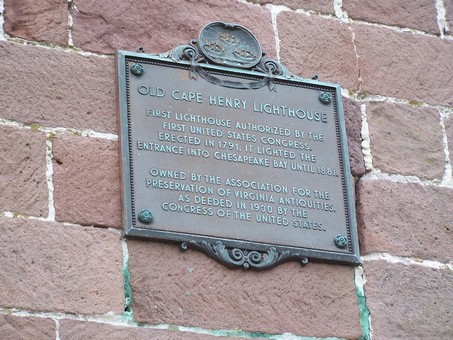 OLD CAPE HENRY LIGHTHOUSE
FIRST LIGHTHOUSE AUTHORIZED BY THE
FIRST UNITED STATES CONGRESS.
ERECTED IN 1791, IT LIGHTED THE
ENTRANCE INTO CHESAPEAKE BAY UNTIL 1881.
OWNED BY THE ASSOCIATION FOR THE
PRESERVATION OF VIRGINIA ANTIQUITIES,
AS DEEDED IN 1930 BY THE
CONGRESS OF THE UNITED STATES.